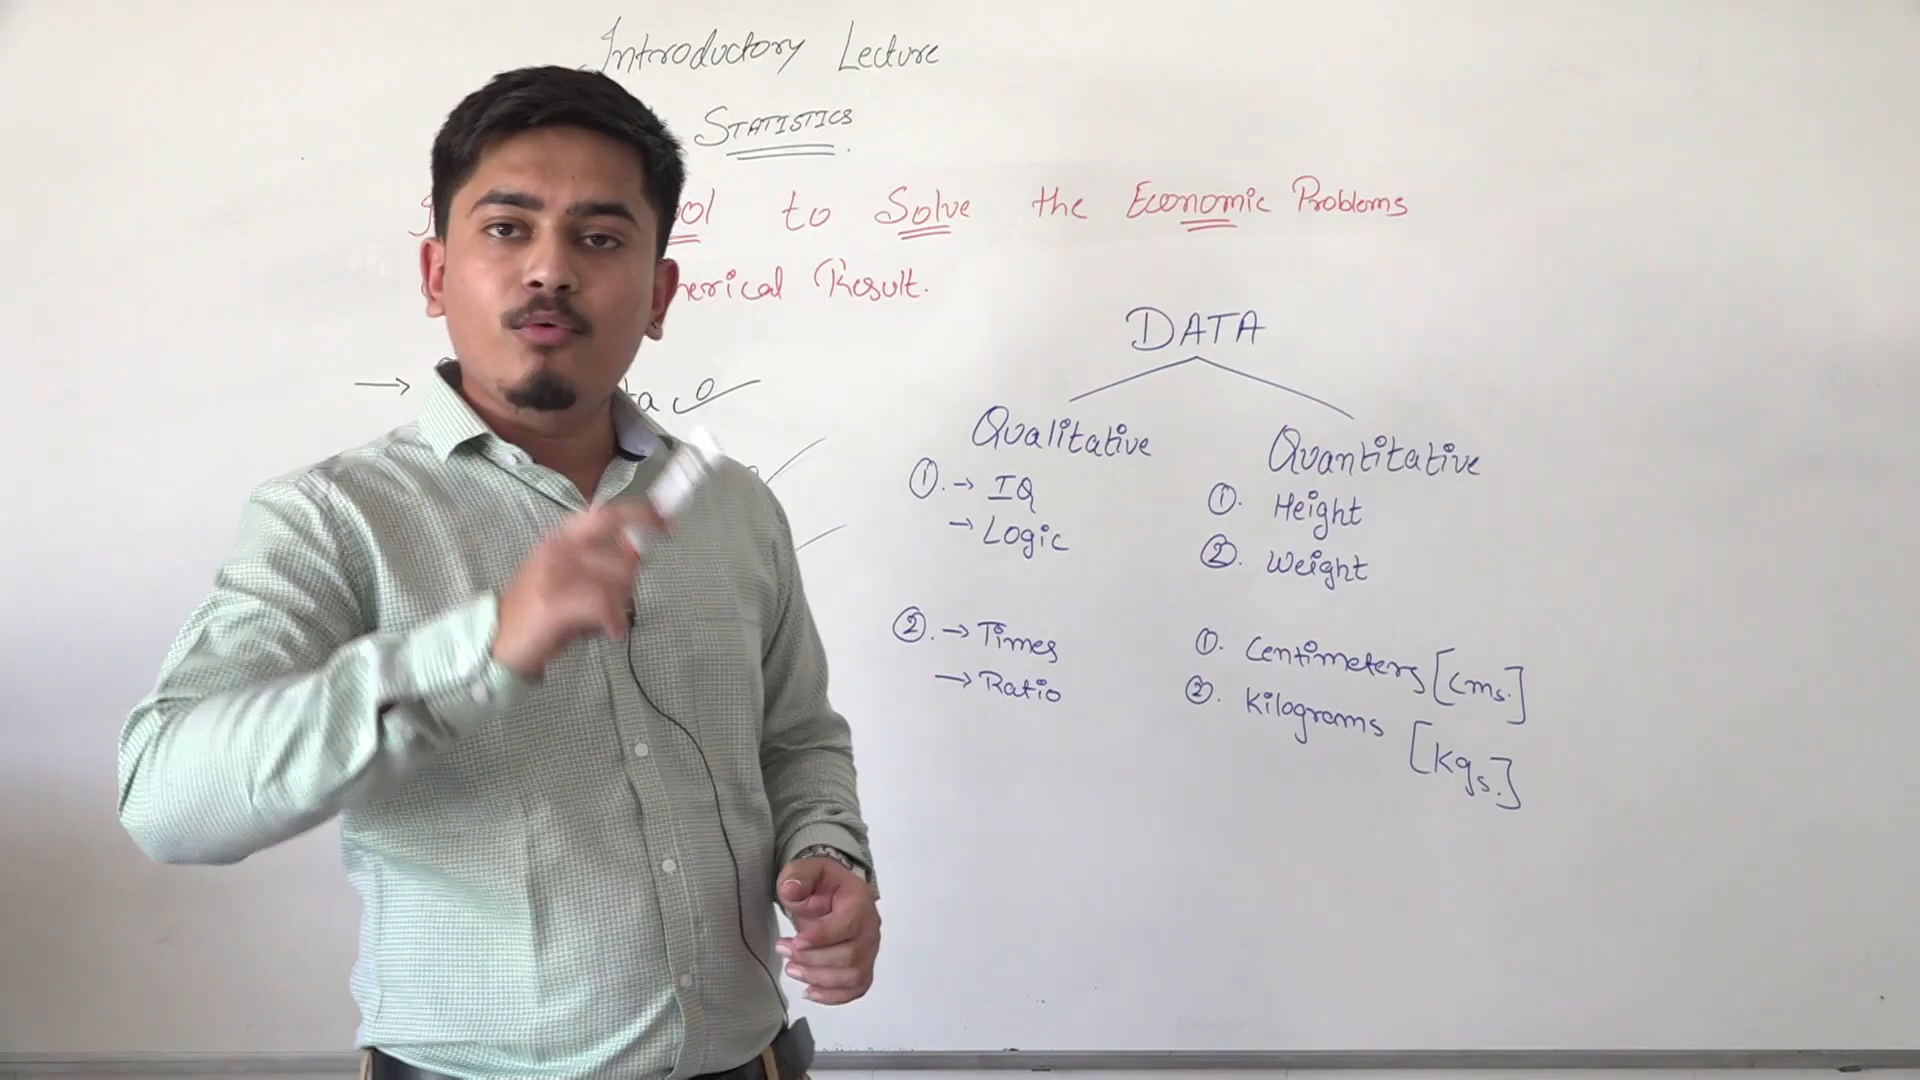 Introductory Lecture
STATISTICS
to Solve the Economic Problems
Result.
DATA
Qualitative
Quantitative
①. → IQ
→ Logic
①. Height
②. Weight
②. → Times
→ Ratio
①. Centimeters [cms.]
②. Kilograms [Kgs.]